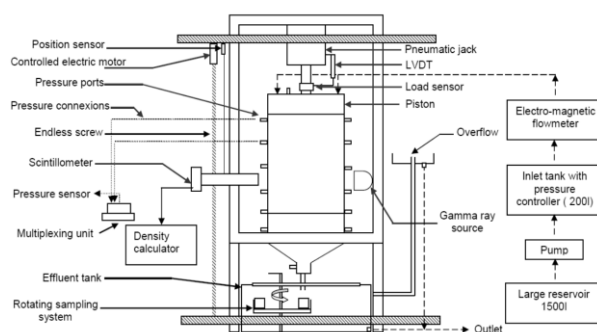 Position sensor
Controlled electric motor
Pressure ports
Pressure connexions
Endless screw
Scintillometer
Pressure sensor
Multiplexing unit
Density
calculator
Effluent tank
Rotating sampling
system
Pneumatic jack
LVDT
Load sensor
Piston
Overflow
Gamma ray
source
Electro-magnetic
flowmeter
Inlet tank with
pressure
controller ( 200l)
Pump
Large reservoir
1500l
Outlet